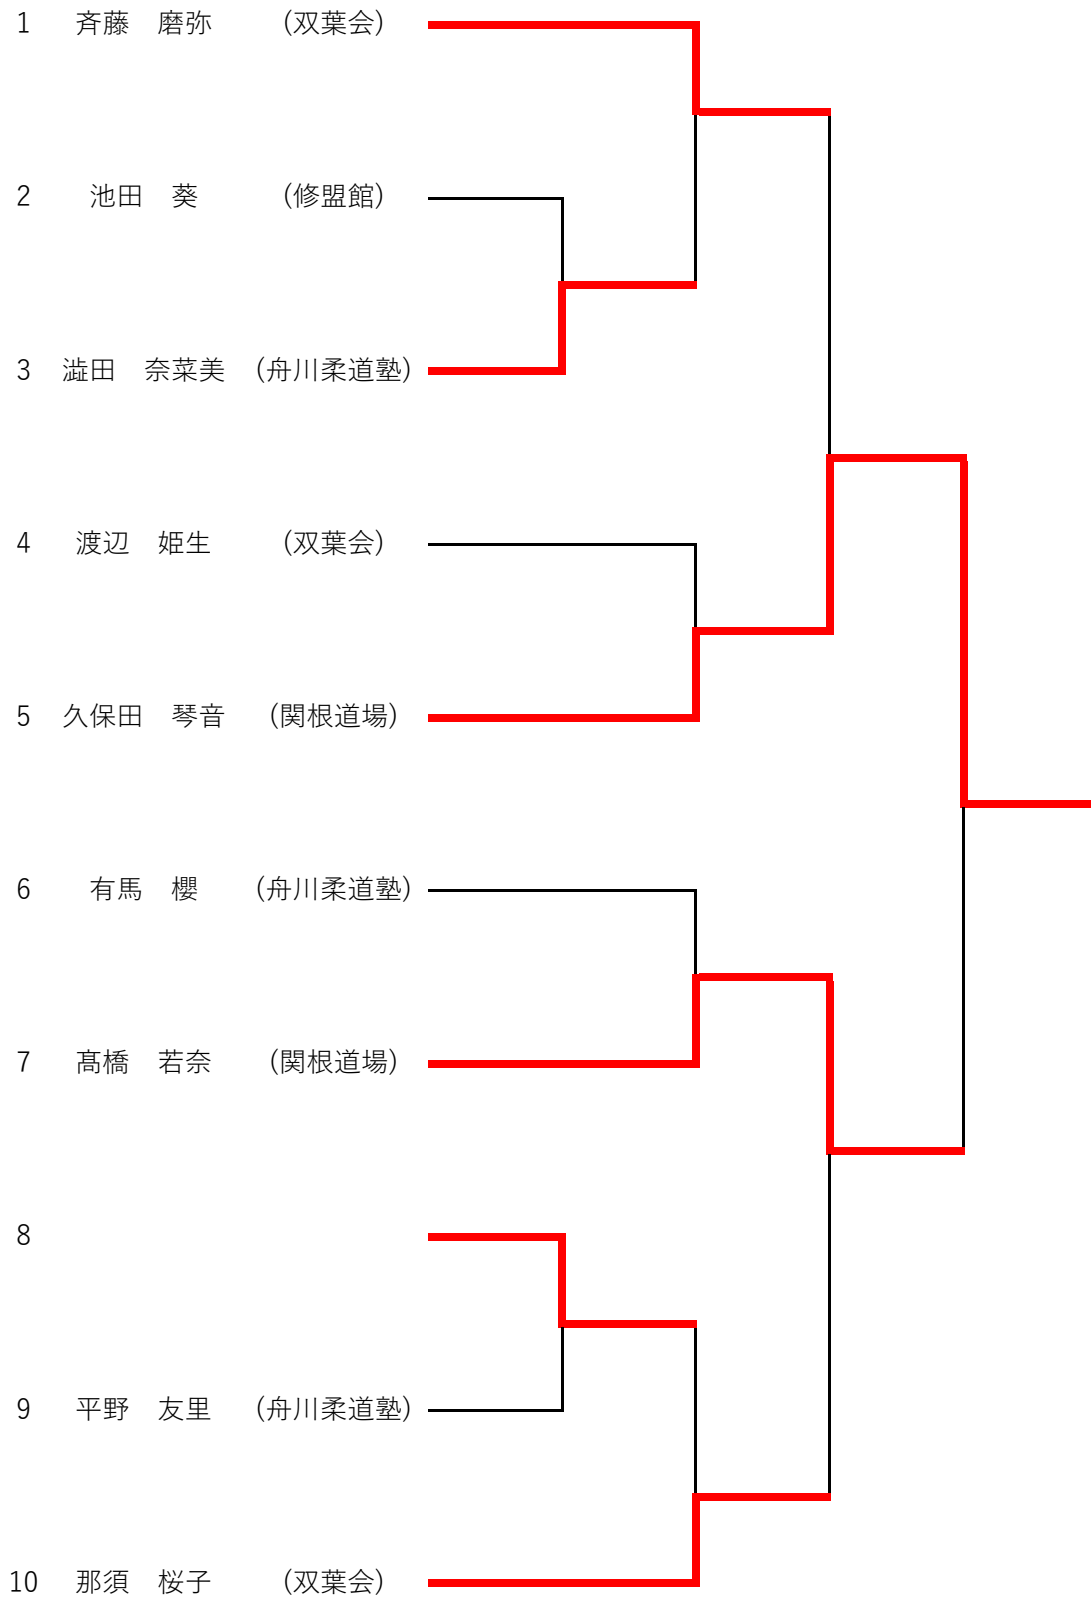 1 斉藤　磨弥 (双葉会)
2 池田　葵 (修盟館)
3 澁田　奈菜美 (舟川柔道塾)
4 渡辺　姫生 (双葉会)
5 久保田　琴音 (関根道場)
6 有馬　櫻 (舟川柔道塾)
7 髙橋　若奈 (関根道場)
8
9 平野　友里 (舟川柔道塾)
10 那須　桜子 (双葉会)